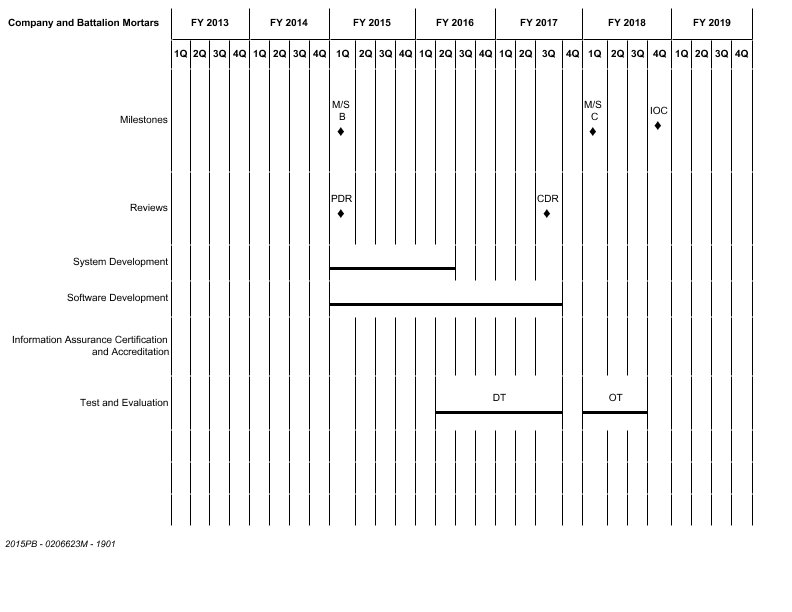 Company and Battalion Mortars FY 2013 FY 2014 FY 2015 FY 2016 FY 2017 FY 2018 FY 2019
1Q 2Q 3Q 4Q 1Q 2Q 3Q 4Q 1Q 2Q 3Q 4Q 1Q 2Q 3Q 4Q 1Q 2Q 3Q 4Q 1Q 2Q 3Q 4Q 1Q 2Q 3Q 4Q
Milestones
M/S
B
M/S
C
IOC
Reviews
PDR
CDR
System Development
Software Development
Information Assurance Certification
and Accreditation
Test and Evaluation
DT
OT
2015PB - 0206623M - 1901